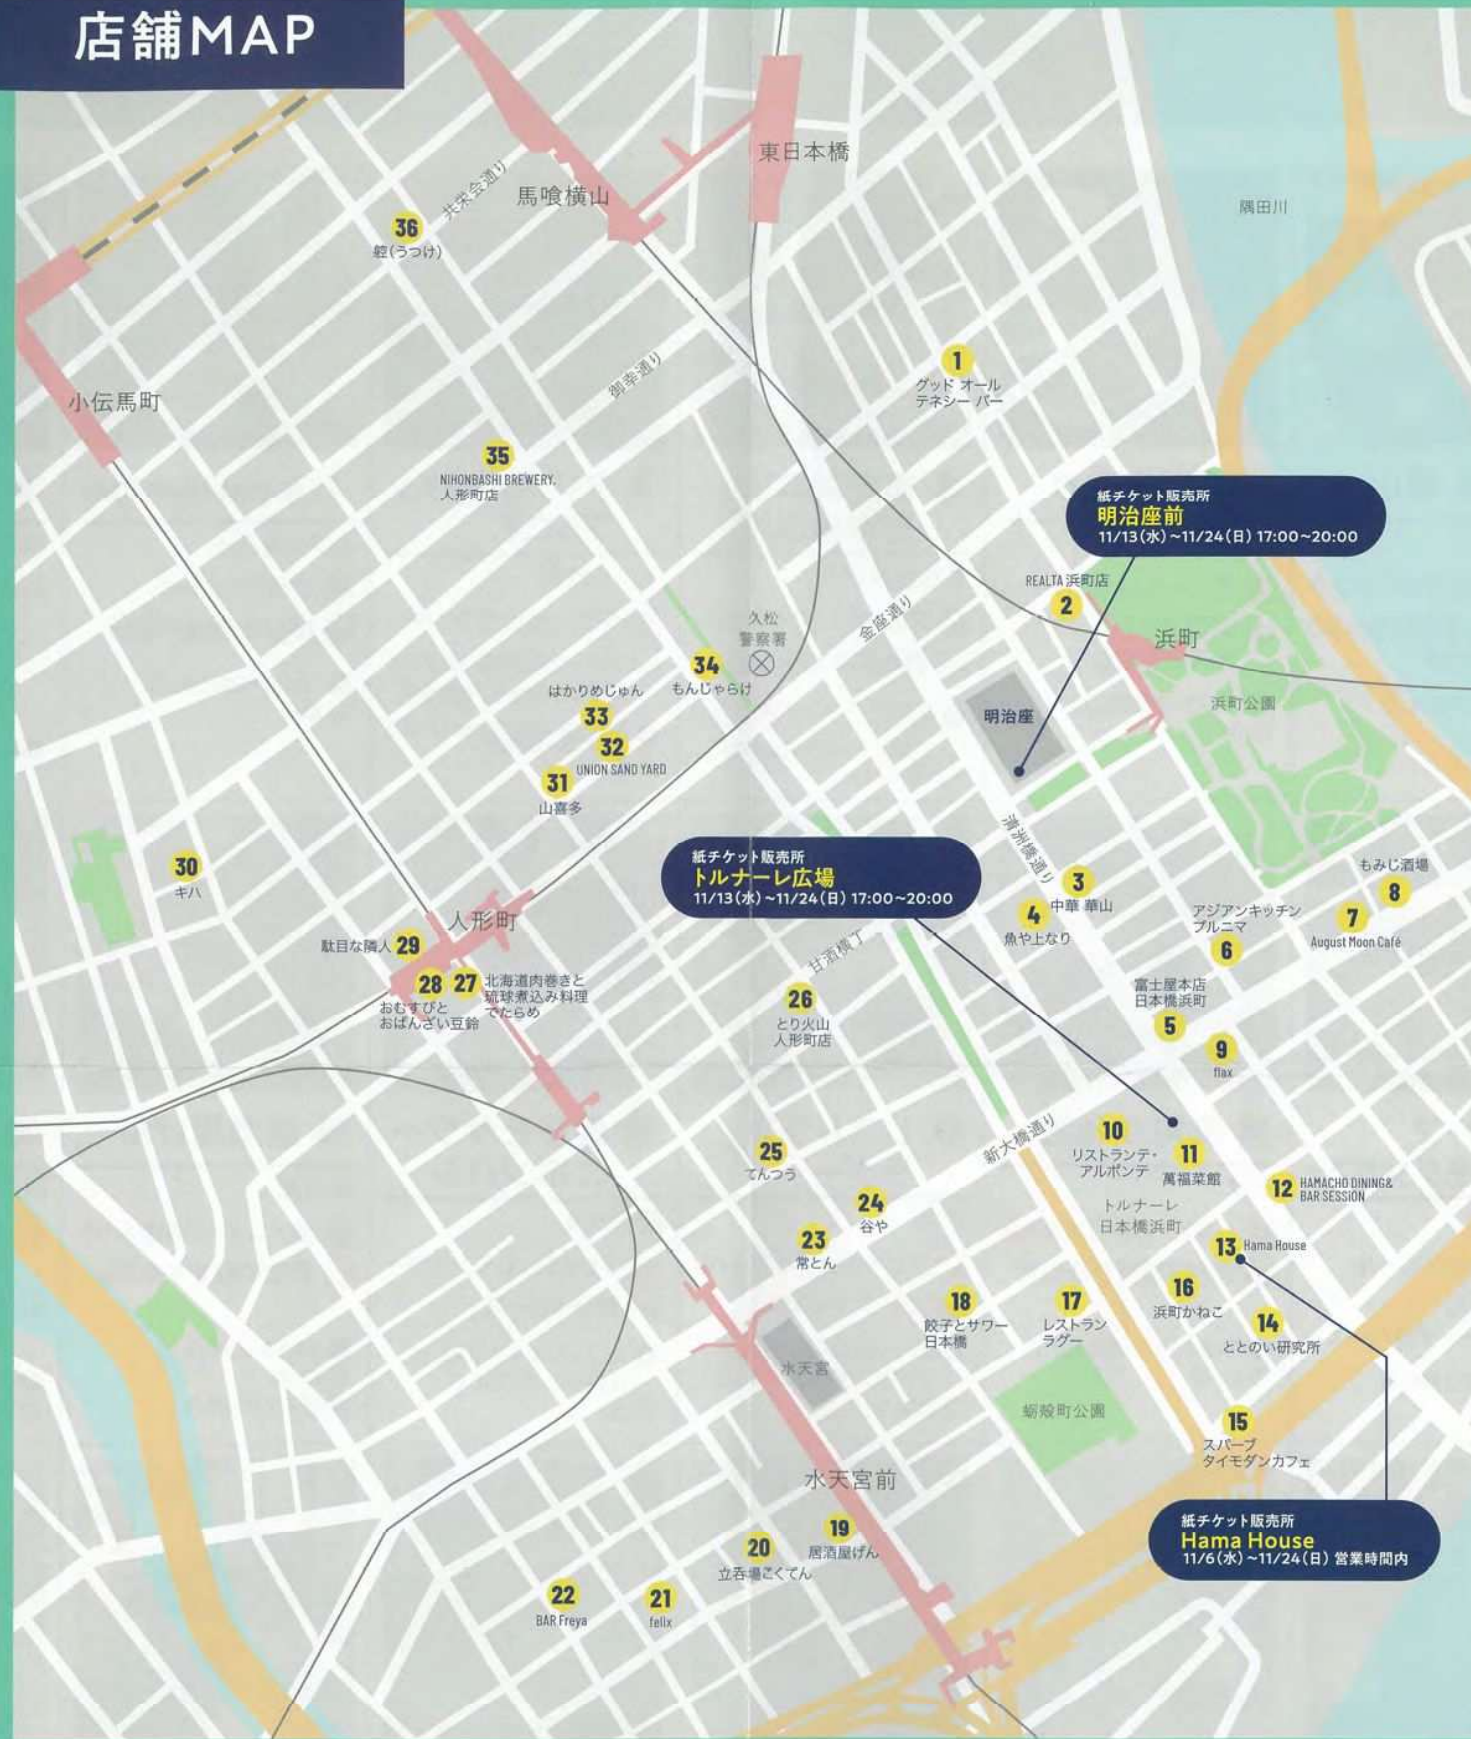 店舗MAP
東日本橋
共栄会通り
馬喰横山
隅田川
36
躻(うつけ)
御幸通り
1
グッド オール
テネシー バー
小伝馬町
35
NIHONBASHI BREWERY.
人形町店
紙チケット販売所
明治座前
11/13(水)~11/24(日) 17:00~20:00
REALTA 浜町店
2
金座通り
浜町
久松
警察署
34
もんじゃらけ
はかりめじゅん
33
32
UNION SAND YARD
31
山喜多
浜町公園
明治座
清洲橋通り
紙チケット販売所
トルナーレ広場
11/13(水)~11/24(日) 17:00~20:00
30
キハ
3
中華 華山
4
魚や上なり
もみじ酒場
8
7
August Moon Café
アジアンキッチン
プルニマ
6
人形町
駄目な隣人
29
28
おむすびと
おばんざい豆鈴
27
北海道肉巻きと
琉球煮込み料理
でたらめ
甘酒横丁
26
とり火山
人形町店
富士屋本店
日本橋浜町
5
9
flax
新大橋通り
10
リストランテ・
アルポンテ
11
萬福菜館
25
てんつう
12
HAMACHO DINING&
BAR SESSION
24
谷や
トルナーレ
日本橋浜町
23
常とん
13
Hama House
16
浜町かねこ
18
餃子とサワー
日本橋
17
レストラン
ラグー
14
ととのい研究所
水天宮
蛎殻町公園
15
スパーブ
タイモダンカフェ
水天宮前
19
居酒屋げん
20
立呑場こくてん
紙チケット販売所
Hama House
11/6(水)~11/24(日) 営業時間内
22
BAR Freya
21
felix